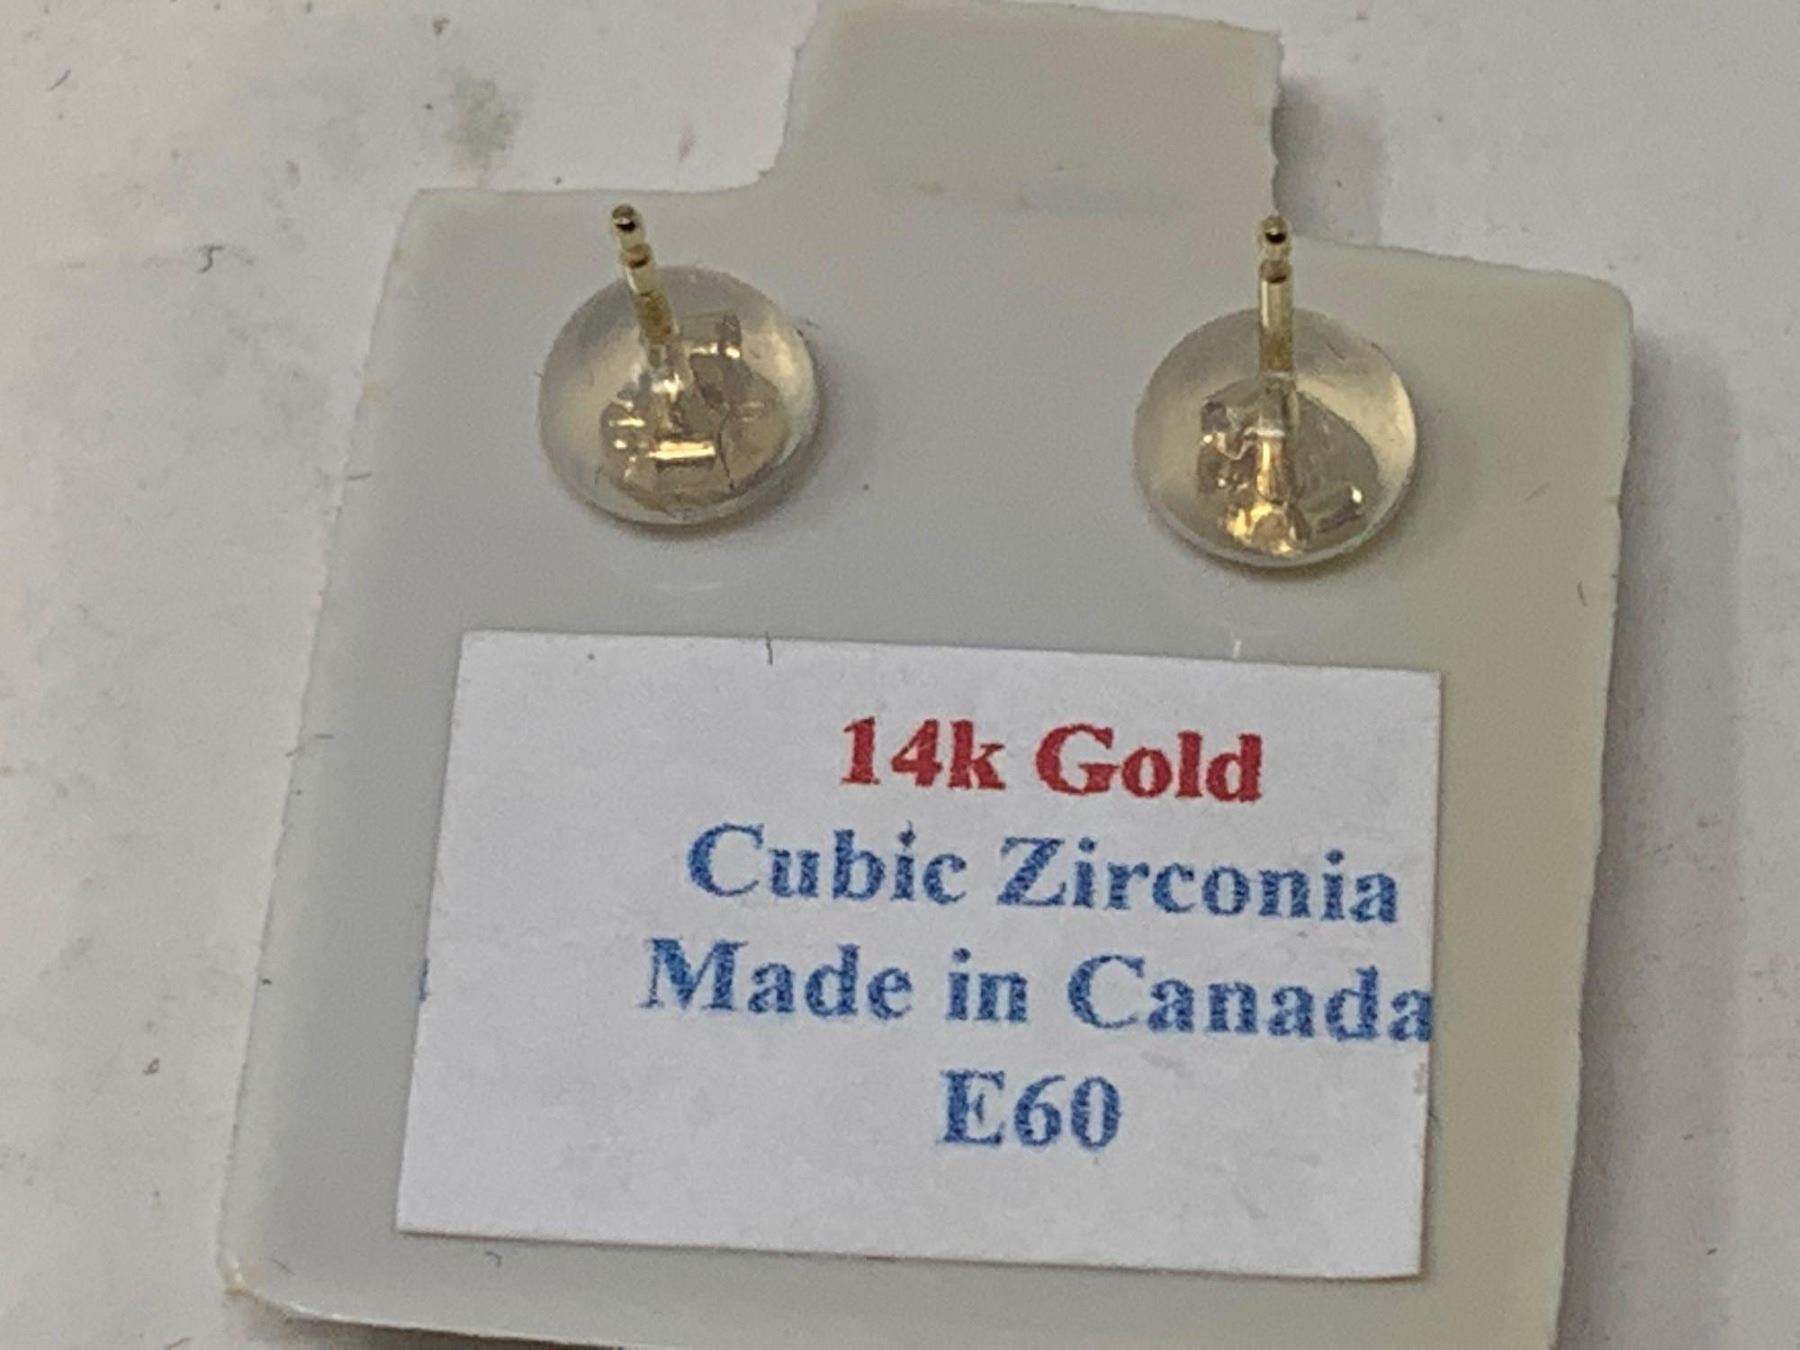 14k Gold
Cubic Zirconia
Made in Canada
E60